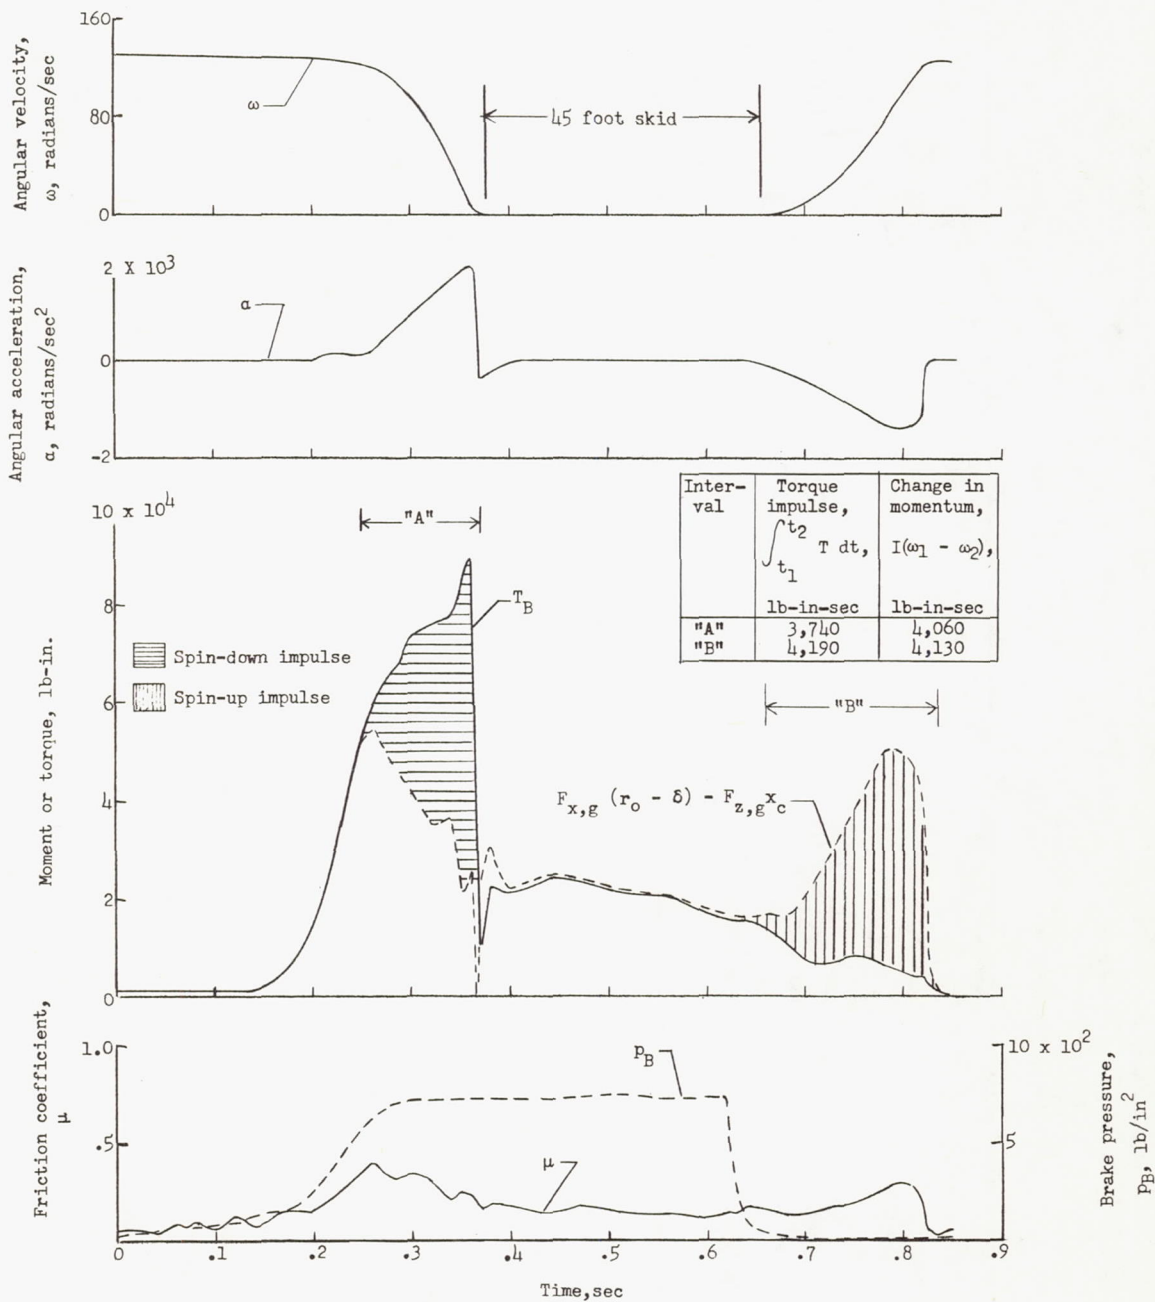 160
80
0
Angular velocity,
ω, radians/sec
ω
45 foot skid
2 X 10³
0
-2
Angular acceleration,
α, radians/sec²
α
10 x 10⁴
8
6
4
2
0
Moment or torque, lb-in.
"A"
T_B
Spin-down impulse
Spin-up impulse
Inter- Torque Change in
val impulse, momentum,
∫ t₂ t₁ T dt, I(ω₁ - ω₂),
lb-in-sec lb-in-sec
"A" 3,740 4,060
"B" 4,190 4,130
"B"
F_x,g (r_o - δ) - F_z,g x_c
1.0
.5
Friction coefficient,
μ
p_B
μ
10 x 10²
5
Brake pressure,
p_B, lb/in²
0 .1 .2 .3 .4 .5 .6 .7 .8 .9
Time,sec